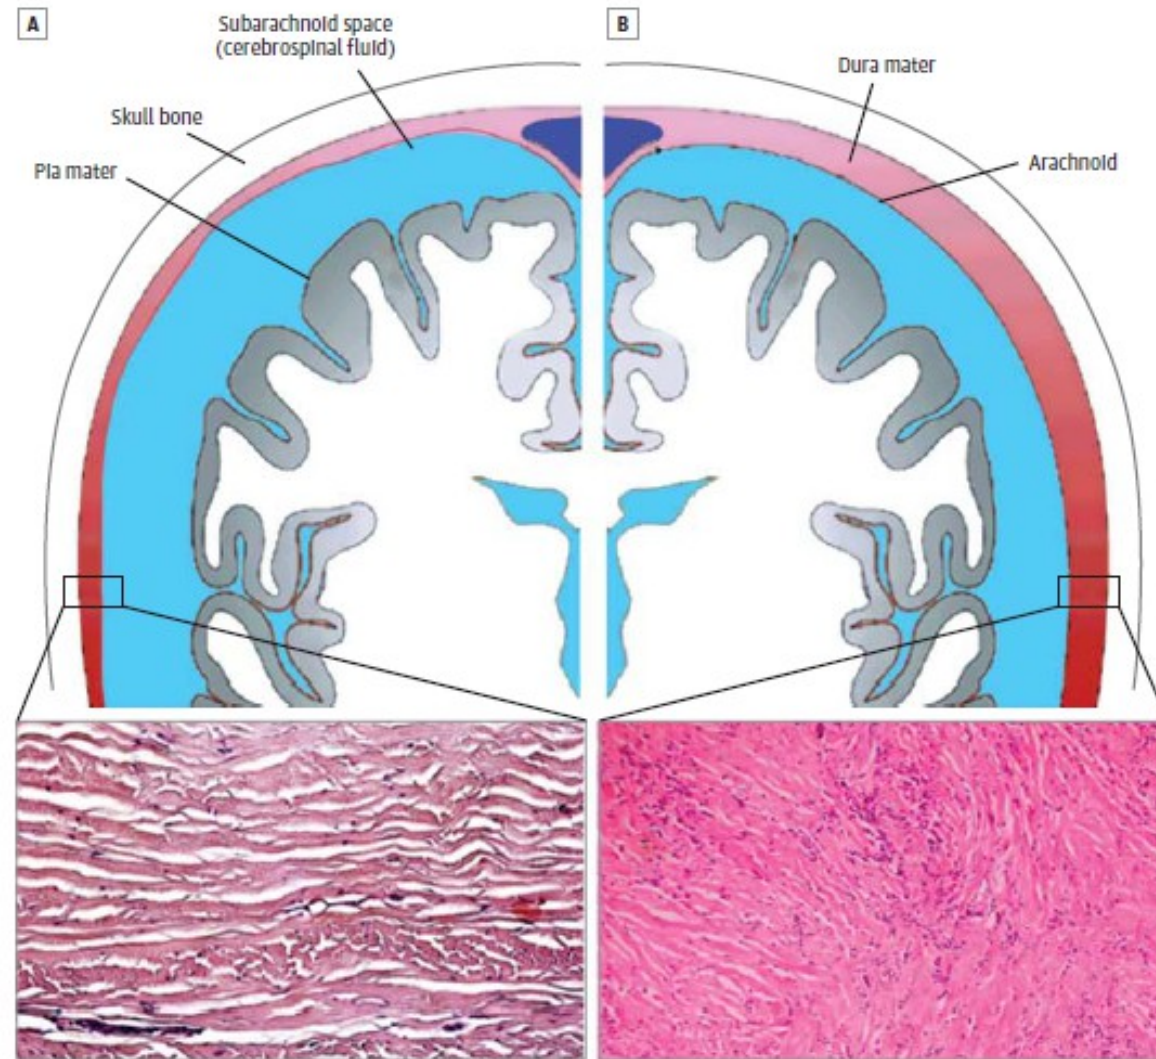 A
B
Subarachnoid space
(cerebrospinal fluid)
Dura mater
Skull bone
Pia mater
Arachnoid